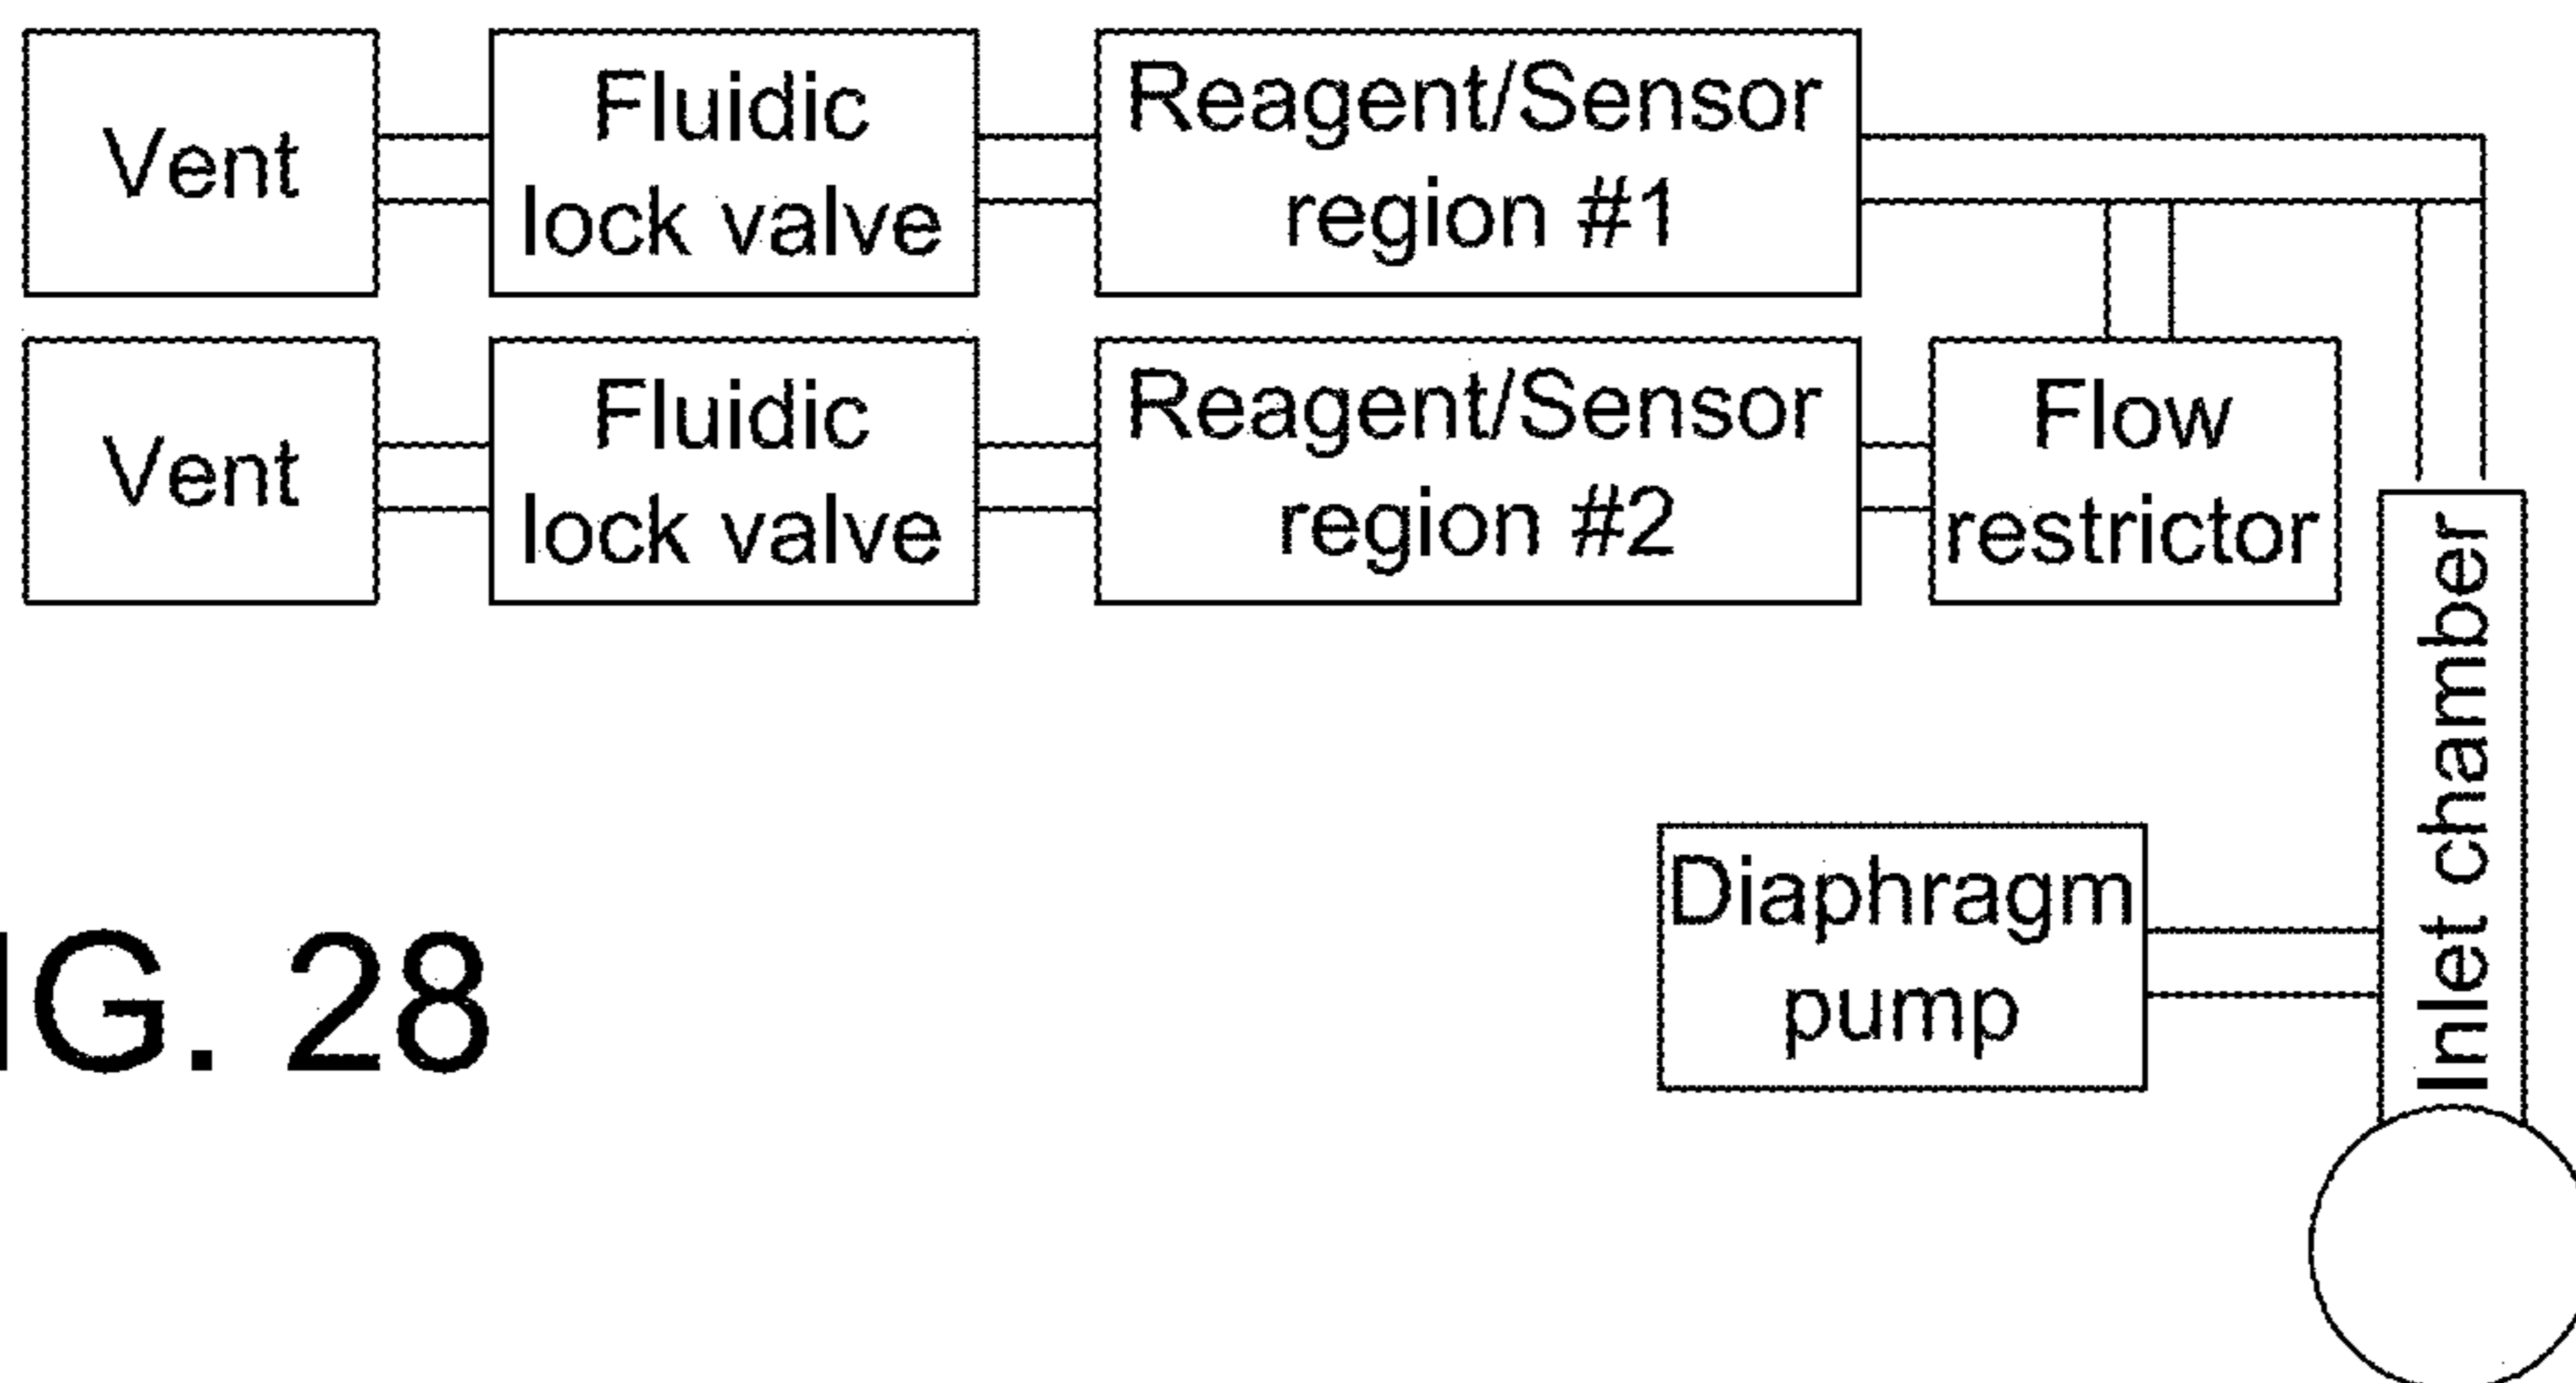 Vent
Fluidic
lock valve
Reagent/Sensor
region #1
Vent
Fluidic
lock valve
Reagent/Sensor
region #2
Flow
restrictor
Inlet chamber
Diaphragm
pump
IG. 28